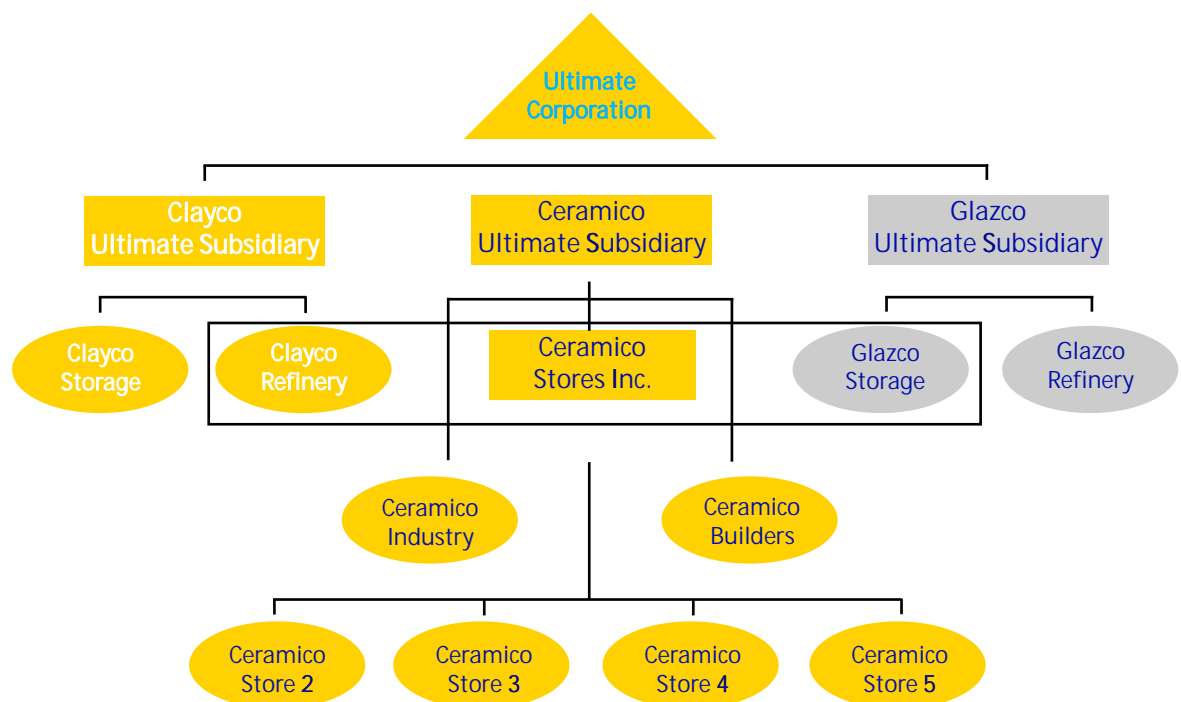 Ultimate
Corporation
Clayco
Ultimate Subsidiary
Ceramico
Ultimate Subsidiary
Glazco
Ultimate Subsidiary
Clayco
Storage
Clayco
Refinery
Ceramico
Stores Inc.
Glazco
Storage
Glazco
Refinery
Ceramico
Industry
Ceramico
Builders
Ceramico
Store 2
Ceramico
Store 3
Ceramico
Store 4
Ceramico
Store 5